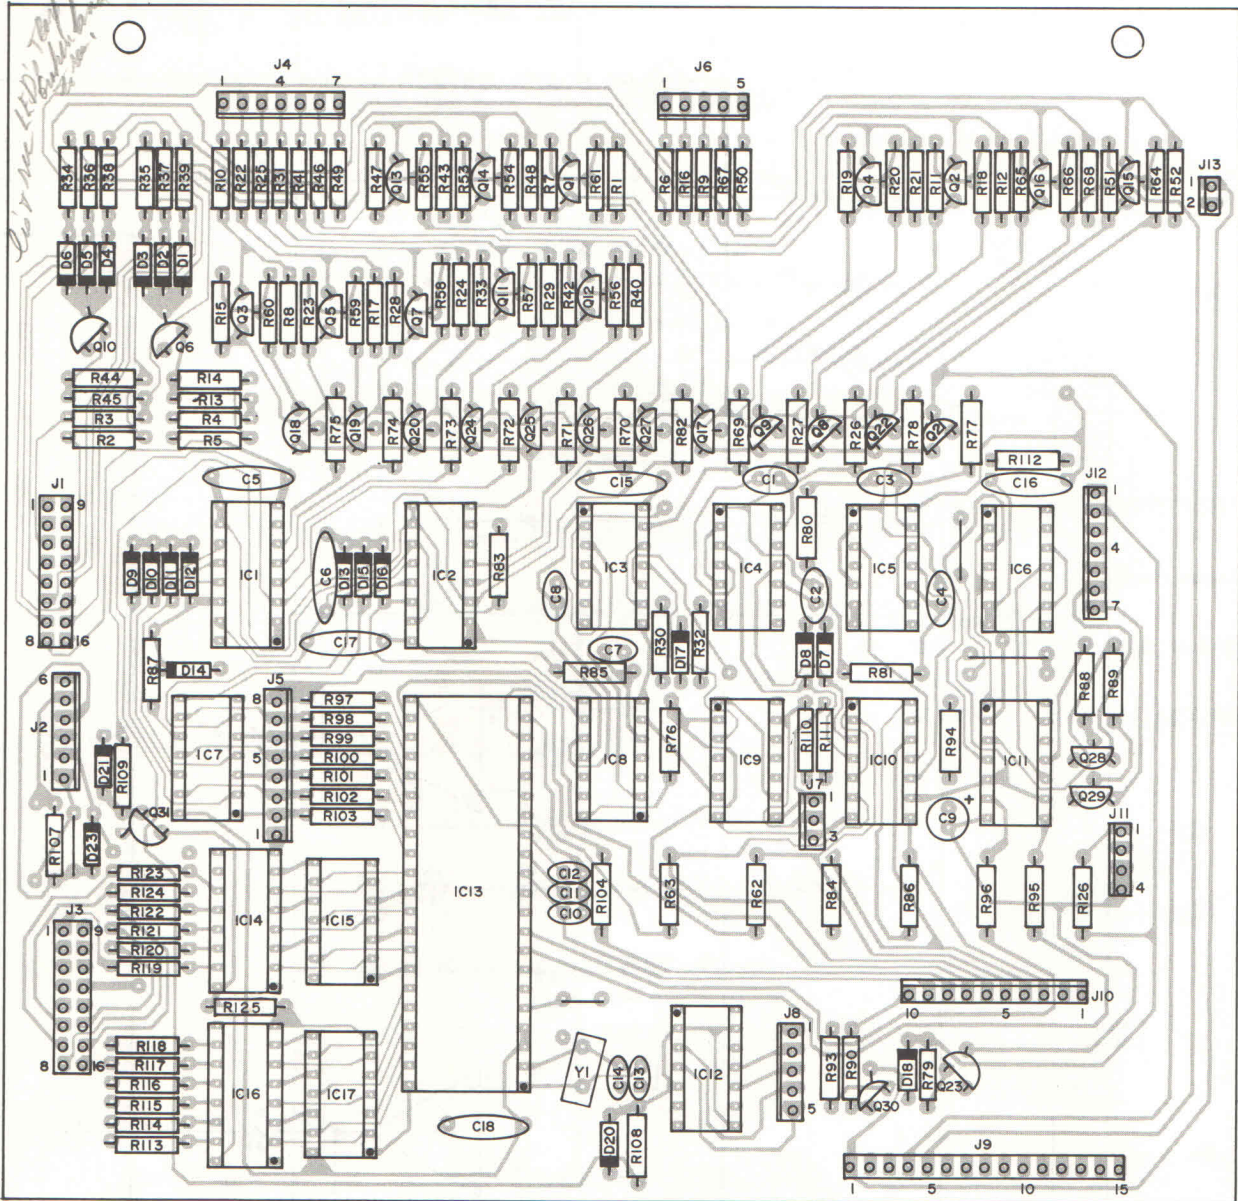 J4 J6
1 4 7 1 5
R34 R36 R38 R35 R37 R39 R10 R22 R25 R31 R41 R46 R49 R47 Q13 R55 R43 R53 Q14 R54 R48 R7 Q1 R61 R1 R6 R16 R9 R67 R50 R19 Q4 R20 R21 R11 Q2 R18 R12 R65 Q16 R66 R68 R51 Q15 R64 R52 J13
1
2
D6 D5 D4 D3 D2 D1
R15 Q3 R60 R8 R23 Q5 R59 R17 R28 Q7 R58 R24 R33 Q11 R57 R29 R42 Q12 R56 R40
Q10 Q6
R44 R14
R45 R13
R3 R4
R2 R5
Q18 R75 Q19 R74 Q20 R73 Q24 R72 Q25 R71 Q26 R70 Q27 R82 Q17 R69 Q9 R27 Q8 R26 Q22 R78 Q21 R77
R112
C5 C15 C1 C3 C16 J12
J1
1 9 1
R80
4
7
D9 D10 D11 D12 IC1 C6 D13 D15 D16 IC2 R83 C8 IC3 IC4 C2 IC5 C4 IC6
8 16
C17 C7 R30 D17 R32 D8 D7
R87 D14 R85 R81 R88 R89
J5
6 8 R97
R98
J2 IC7 R99
5 R100
R101
R102
1 1 R103
D21 R109 IC8 R76 IC9 R110 R111 IC10 R94 IC11 Q28
Q29
J7
1
3
C9 +
J11
1
4
Q31
R107 D23
R123
R124
R122
R121
R120
R119
IC14 IC15 IC13
C12
C11
C10
R104 R63 R62 R84 R86 R96 R95 R126
J3
1 9
R125
8 16
10 5 1 J10
R118
R117
R116
R115
R114
R113
IC16 IC17 Y1 C14 C13 IC12
J8
1
5
R93 R90 Q30 D18 R79 Q23
C18 D20 R108
J9
1 5 10 15